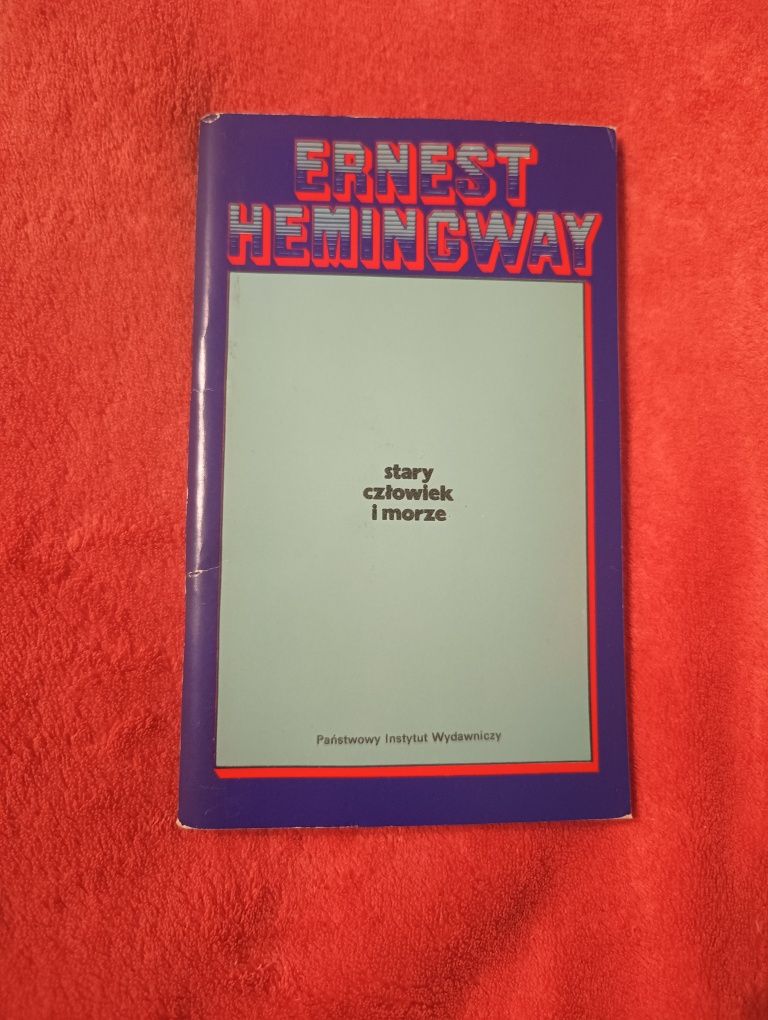 ERNEST
HEMINGWAY
stary
człowiek
i morze
Państwowy Instytut Wydawniczy